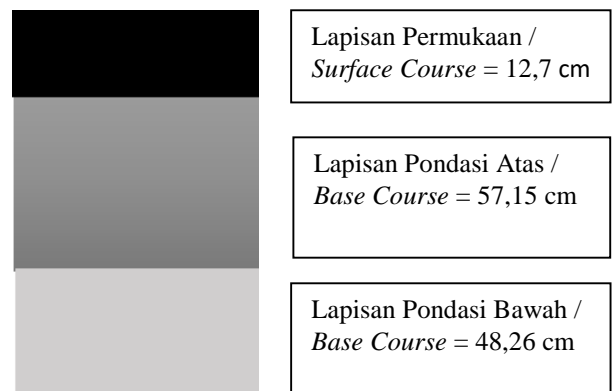 Lapisan Permukaan /
Surface Course = 12,7 cm
Lapisan Pondasi Atas /
Base Course = 57,15 cm
Lapisan Pondasi Bawah /
Base Course = 48,26 cm